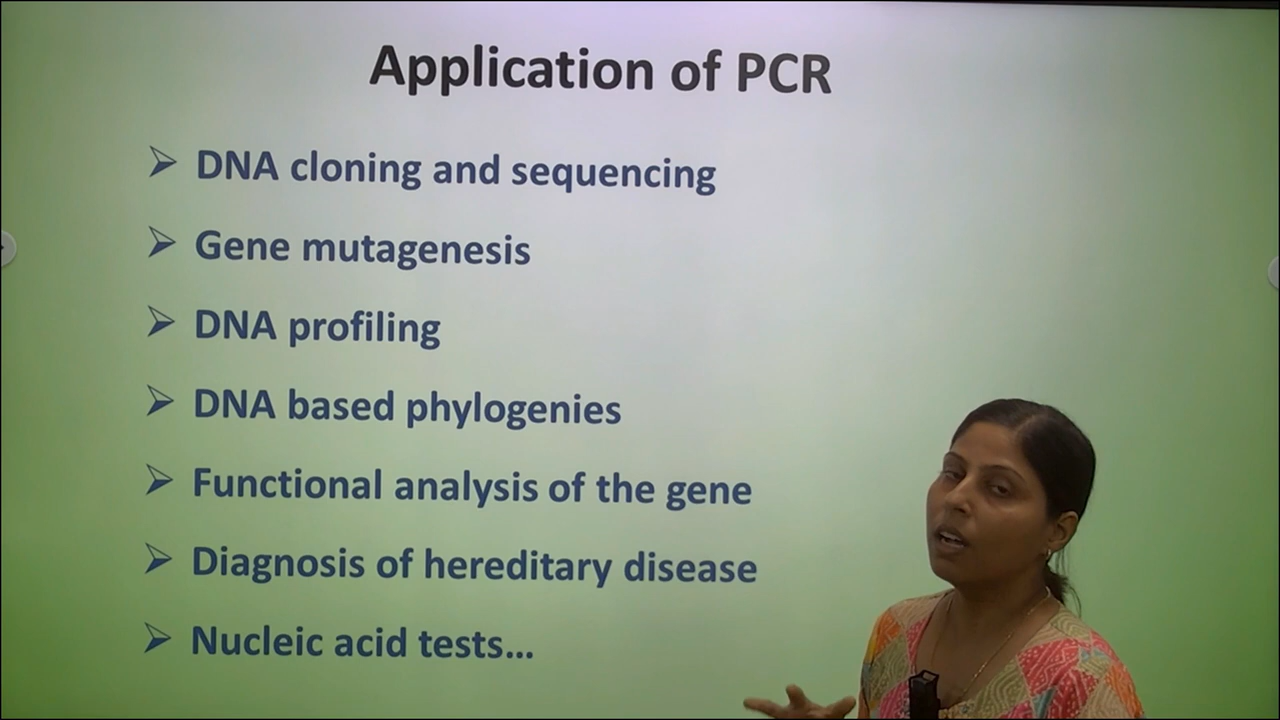 Application of PCR
DNA cloning and sequencing
Gene mutagenesis
DNA profiling
DNA based phylogenies
Functional analysis of the gene
Diagnosis of hereditary disease
Nucleic acid tests...